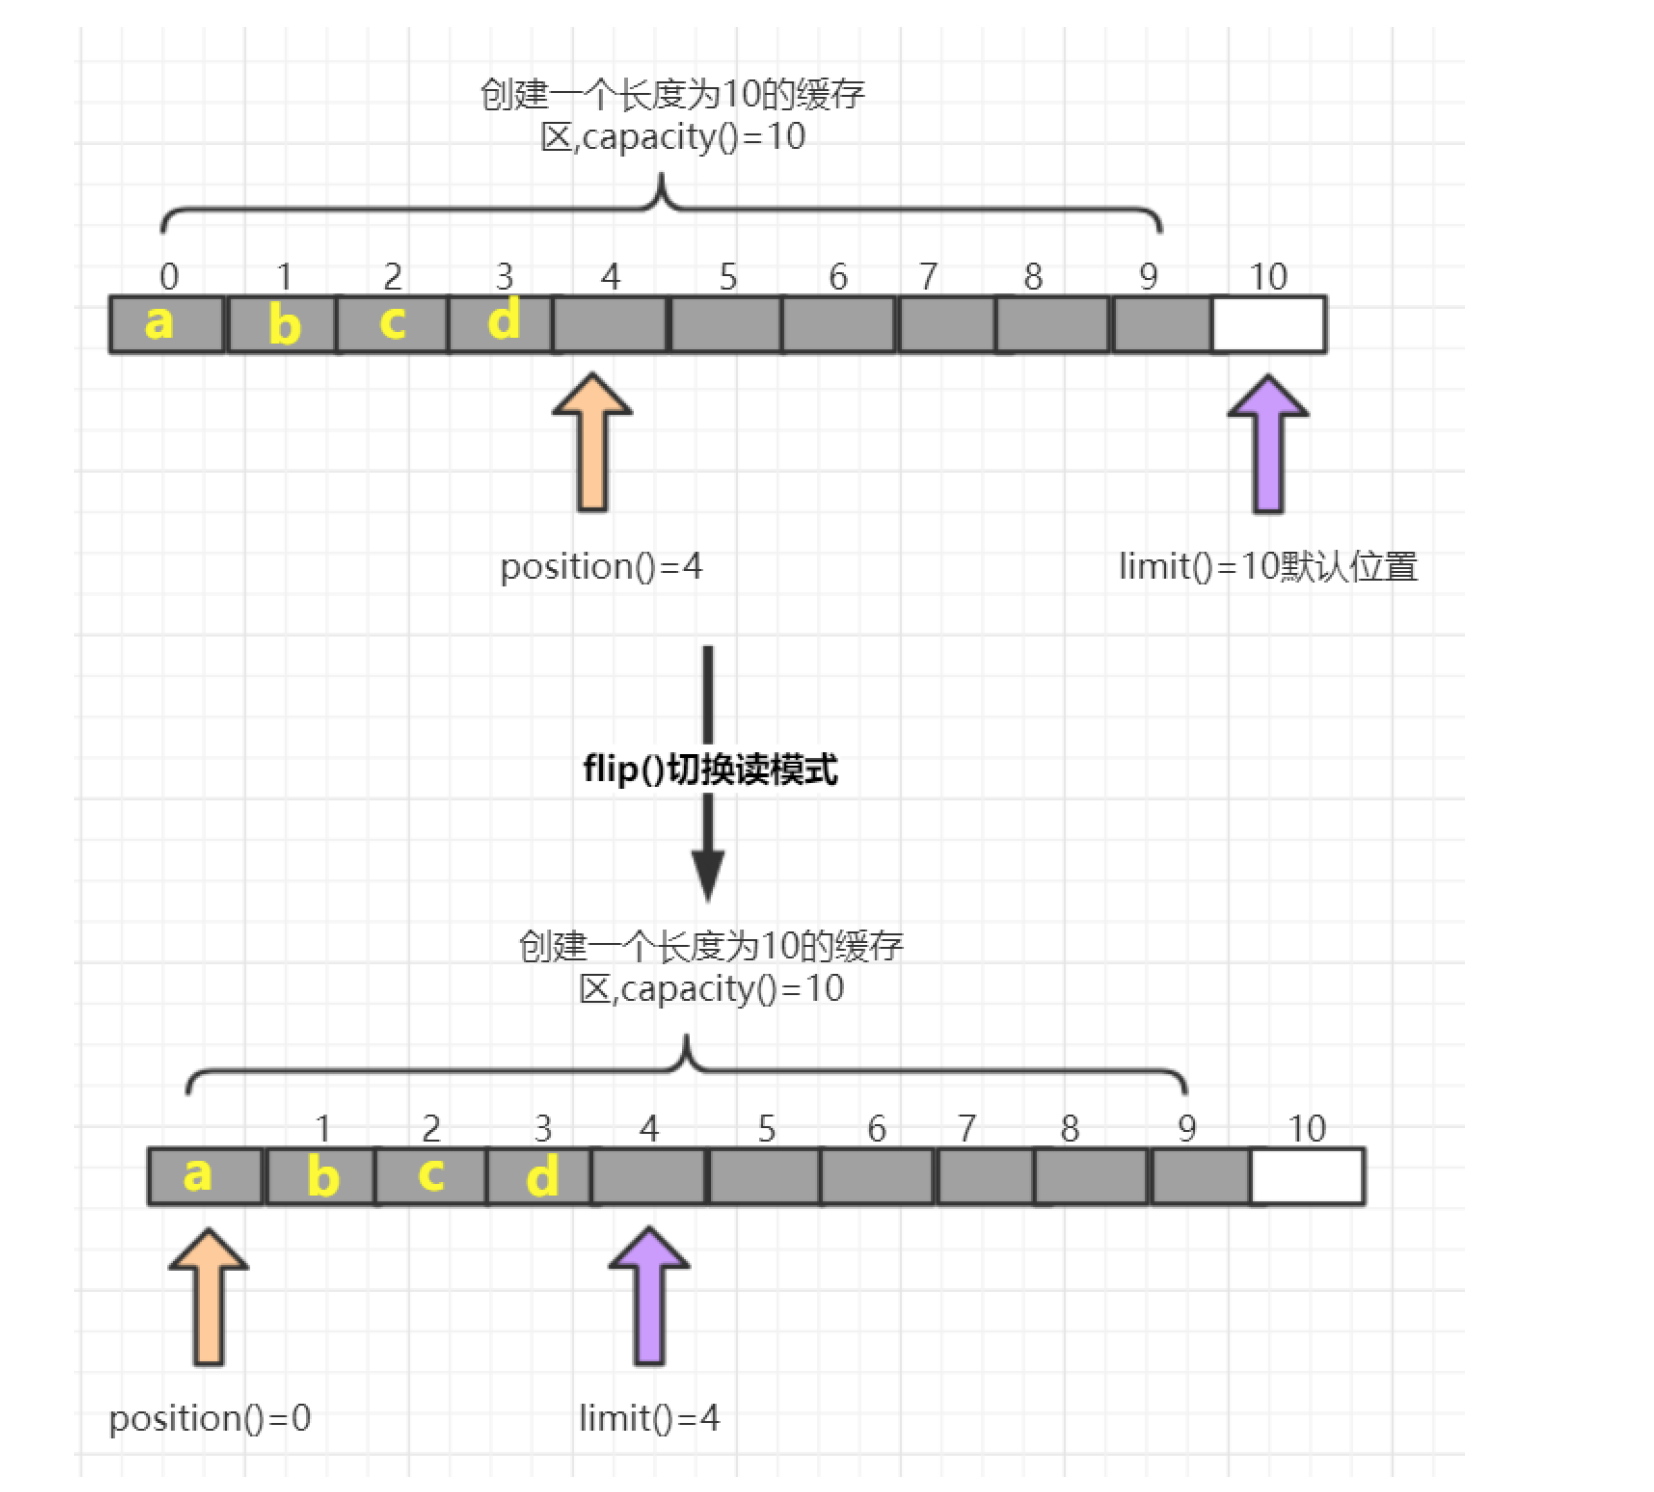 创建一个长度为10的缓存
区,capacity()=10
0 1 2 3 4 5 6 7 8 9 10
a b c d
position()=4 limit()=10默认位置
flip()切换读模式
创建一个长度为10的缓存
区,capacity()=10
1 2 3 4 5 6 7 8 9 10
a b c d
position()=0 limit()=4